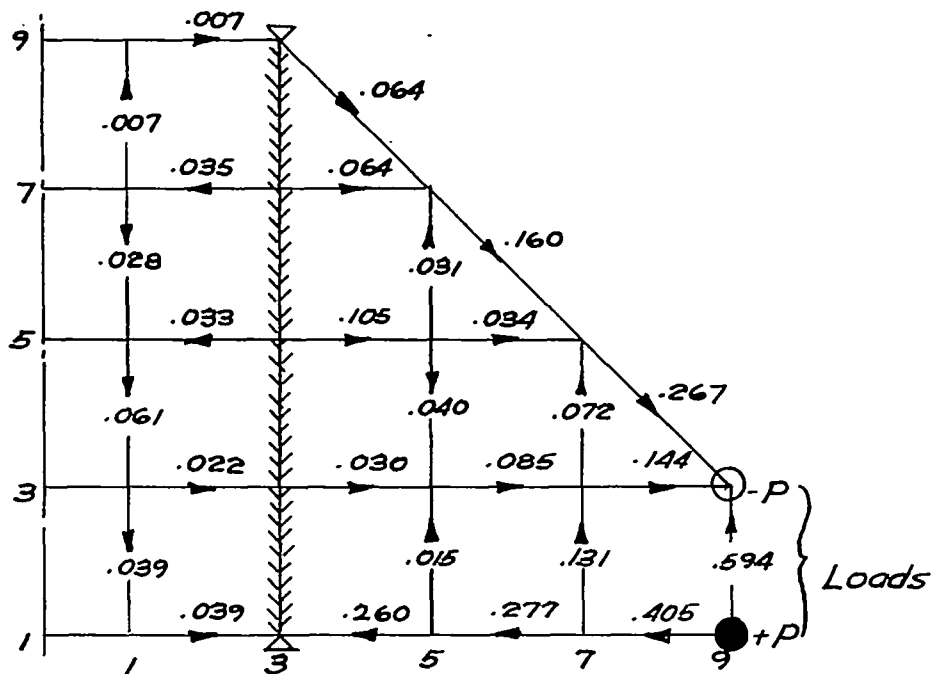 .007
9
.064
.007
.035 .064
7
.160
.028 .031
.033 .105 .034
5
.267
.061 .040 .072
.022 .030 .085 .144
3 -P
.039 .015 .131 .594
Loads
.039 .260 .277 .405
1 +P
1 3 5 7 9